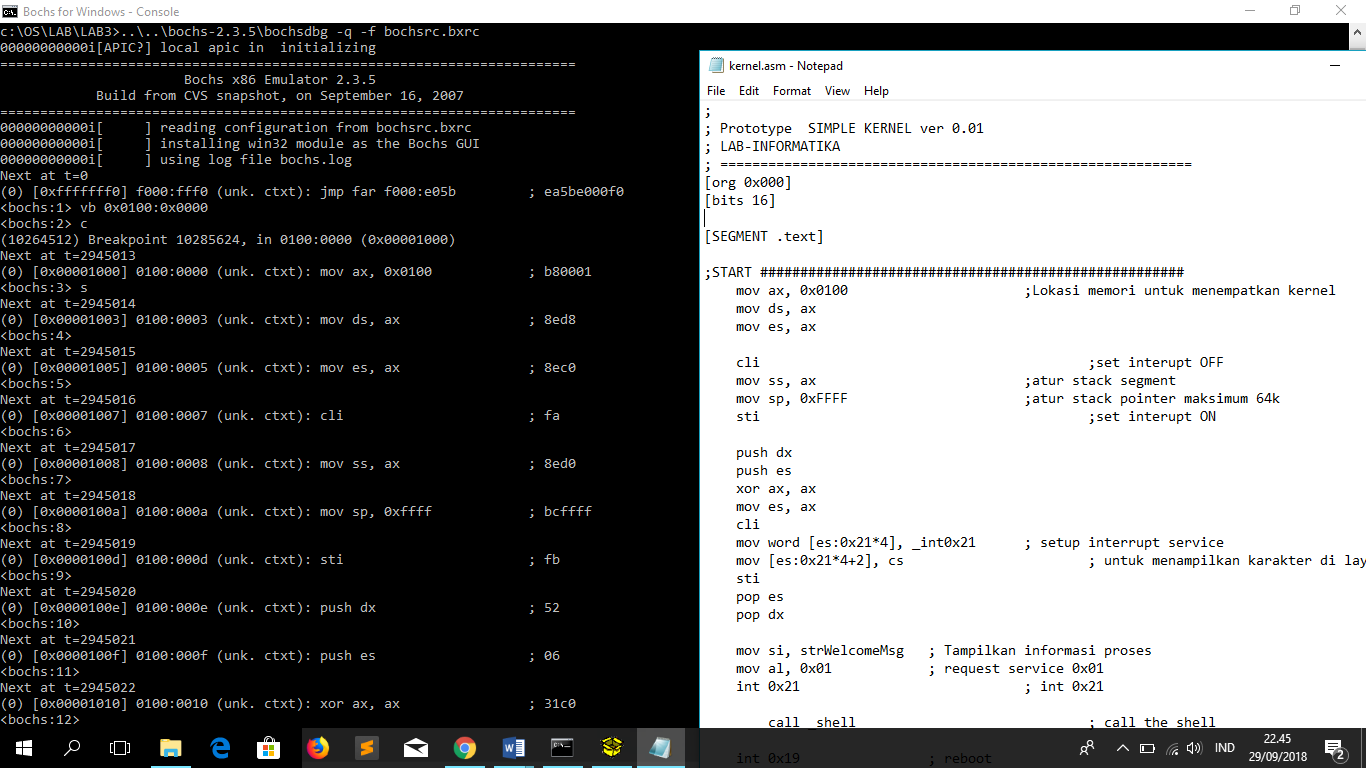 Bochs for Windows - Console
c:\OS\LAB\LAB3>..\..\bochs-2.3.5\bochsdbg -q -f bochsrc.bxrc
00000000000i[APIC?] local apic in  initializing
========================================================================
Bochs x86 Emulator 2.3.5
Build from CVS snapshot, on September 16, 2007
========================================================================
00000000000i[      ] reading configuration from bochsrc.bxrc
00000000000i[      ] installing win32 module as the Bochs GUI
00000000000i[      ] using log file bochs.log
Next at t=0
(0) [0xfffffff0] f000:fff0 (unk. ctxt): jmp far f000:e05b         ; ea5be000f0
<bochs:1> vb 0x0100:0x0000
<bochs:2> c
(10264512) Breakpoint 10285624, in 0100:0000 (0x00001000)
Next at t=2945013
(0) [0x00001000] 0100:0000 (unk. ctxt): mov ax, 0x0100            ; b80001
<bochs:3> s
Next at t=2945014
(0) [0x00001003] 0100:0003 (unk. ctxt): mov ds, ax                ; 8ed8
<bochs:4>
Next at t=2945015
(0) [0x00001005] 0100:0005 (unk. ctxt): mov es, ax                ; 8ec0
<bochs:5>
Next at t=2945016
(0) [0x00001007] 0100:0007 (unk. ctxt): cli                       ; fa
<bochs:6>
Next at t=2945017
(0) [0x00001008] 0100:0008 (unk. ctxt): mov ss, ax                ; 8ed0
<bochs:7>
Next at t=2945018
(0) [0x0000100a] 0100:000a (unk. ctxt): mov sp, 0xffff            ; bcffff
<bochs:8>
Next at t=2945019
(0) [0x0000100d] 0100:000d (unk. ctxt): sti                       ; fb
<bochs:9>
Next at t=2945020
(0) [0x0000100e] 0100:000e (unk. ctxt): push dx                   ; 52
<bochs:10>
Next at t=2945021
(0) [0x0000100f] 0100:000f (unk. ctxt): push es                   ; 06
<bochs:11>
Next at t=2945022
(0) [0x00001010] 0100:0010 (unk. ctxt): xor ax, ax                ; 31c0
<bochs:12>
kernel.asm - Notepad
File Edit Format View Help
;
; Prototype  SIMPLE KERNEL ver 0.01
; LAB-INFORMATIKA
; ===========================================================
[org 0x000]
[bits 16]
[SEGMENT .text]
;START #####################################################
mov ax, 0x0100                      ;Lokasi memori untuk menempatkan kernel
mov ds, ax
mov es, ax
cli                                         ;set interupt OFF
mov ss, ax                          ;atur stack segment
mov sp, 0xFFFF                      ;atur stack pointer maksimum 64k
sti                                         ;set interupt ON
push dx
push es
xor ax, ax
mov es, ax
cli
mov word [es:0x21*4], _int0x21      ; setup interrupt service
mov [es:0x21*4+2], cs                       ; untuk menampilkan karakter di lay
sti
pop es
pop dx
mov si, strWelcomeMsg   ; Tampilkan informasi proses
mov al, 0x01            ; request service 0x01
int 0x21                            ; int 0x21
call _shell                             ; call the shell
int 0x19                ; reboot
IND
22.45
29/09/2018
2